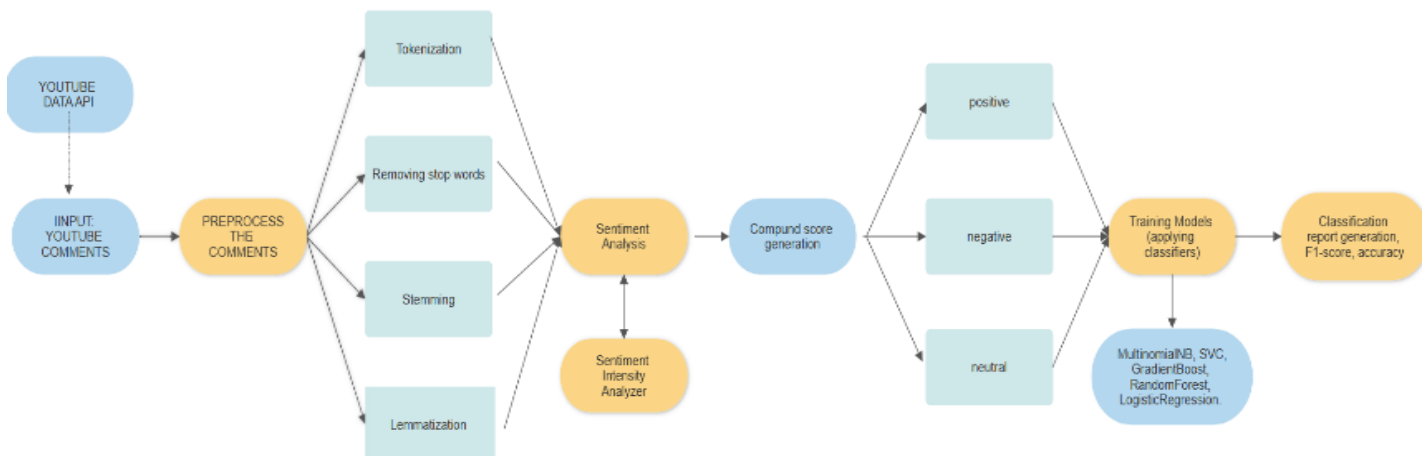 YOUTUBE
DATA API
IINPUT:
YOUTUBE
COMMENTS
PREPROCESS
THE
COMMENTS
Tokenization
Removing stop words
Stemming
Lemmatization
Sentiment
Analysis
Sentiment
Intensity
Analyzer
Compund score
generation
positive
negative
neutral
Training Models
(applying
classifiers)
MultinomialNB, SVC,
GradientBoost,
RandomForest,
LogisticRegression.
Classification
report generation,
F1-score, accuracy